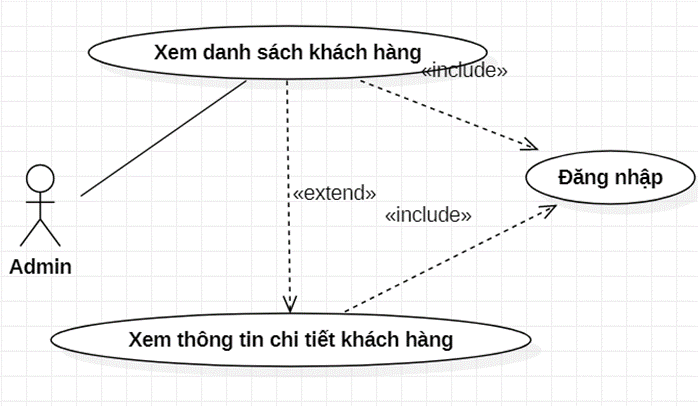 Xem danh sách khách hàng
«include»
Đăng nhập
«extend»
«include»
Admin
Xem thông tin chi tiết khách hàng